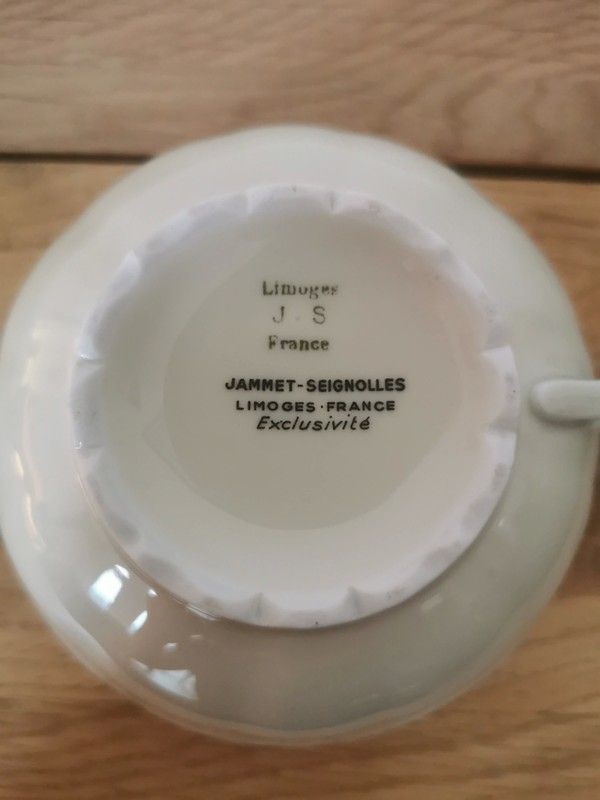 Limoges
J. S
France
JAMMET-SEIGNOLLES
LIMOGES·FRANCE
Exclusivité